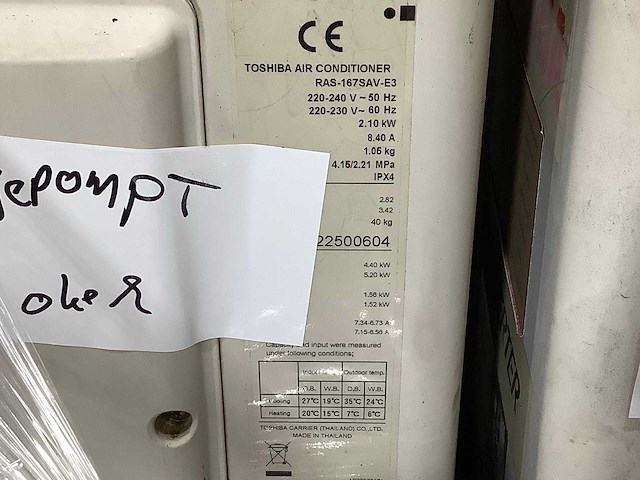 CE
TOSHIBA AIR CONDITIONER
RAS-167SAV-E3
220-240 V ~ 50 Hz
220-230 V ~ 60 Hz
2.10 kW
8.40 A
1.05 kg
4.15/2.21 MPa
IPX4
2.82
3.42
40 kg
22500604
4.40 kW
5.20 kW
1.56 kW
1.52 kW
7.34-6.73 A
7.15-6.56 A
Capacity and input were measured
under following conditions;
Indoor Outdoor temp.
D.B. W.B. D.B. W.B.
Cooling 27°C 19°C 35°C 24°C
Heating 20°C 15°C 7°C 6°C
TOSHIBA CARRIER (THAILAND) CO.,LTD.
MADE IN THAILAND
epompt
oke